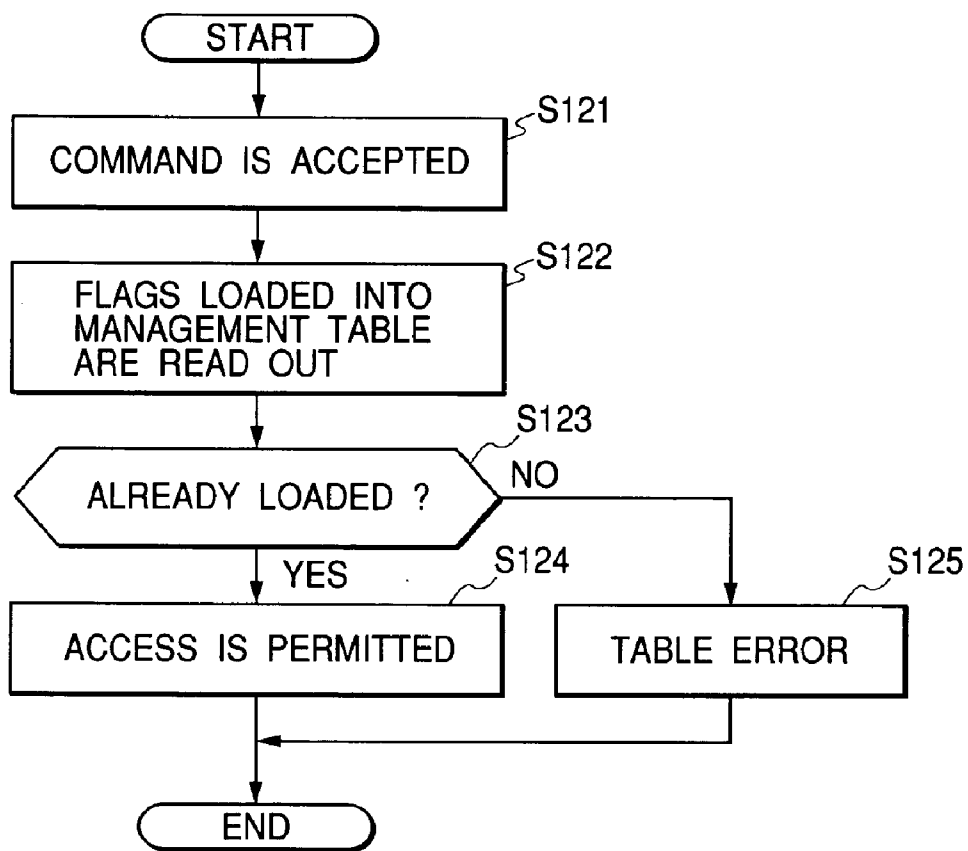 START
S121
COMMAND IS ACCEPTED
S122
FLAGS LOADED INTO
MANAGEMENT TABLE
ARE READ OUT
S123
ALREADY LOADED ?
NO
YES
S124
ACCESS IS PERMITTED
S125
TABLE ERROR
END